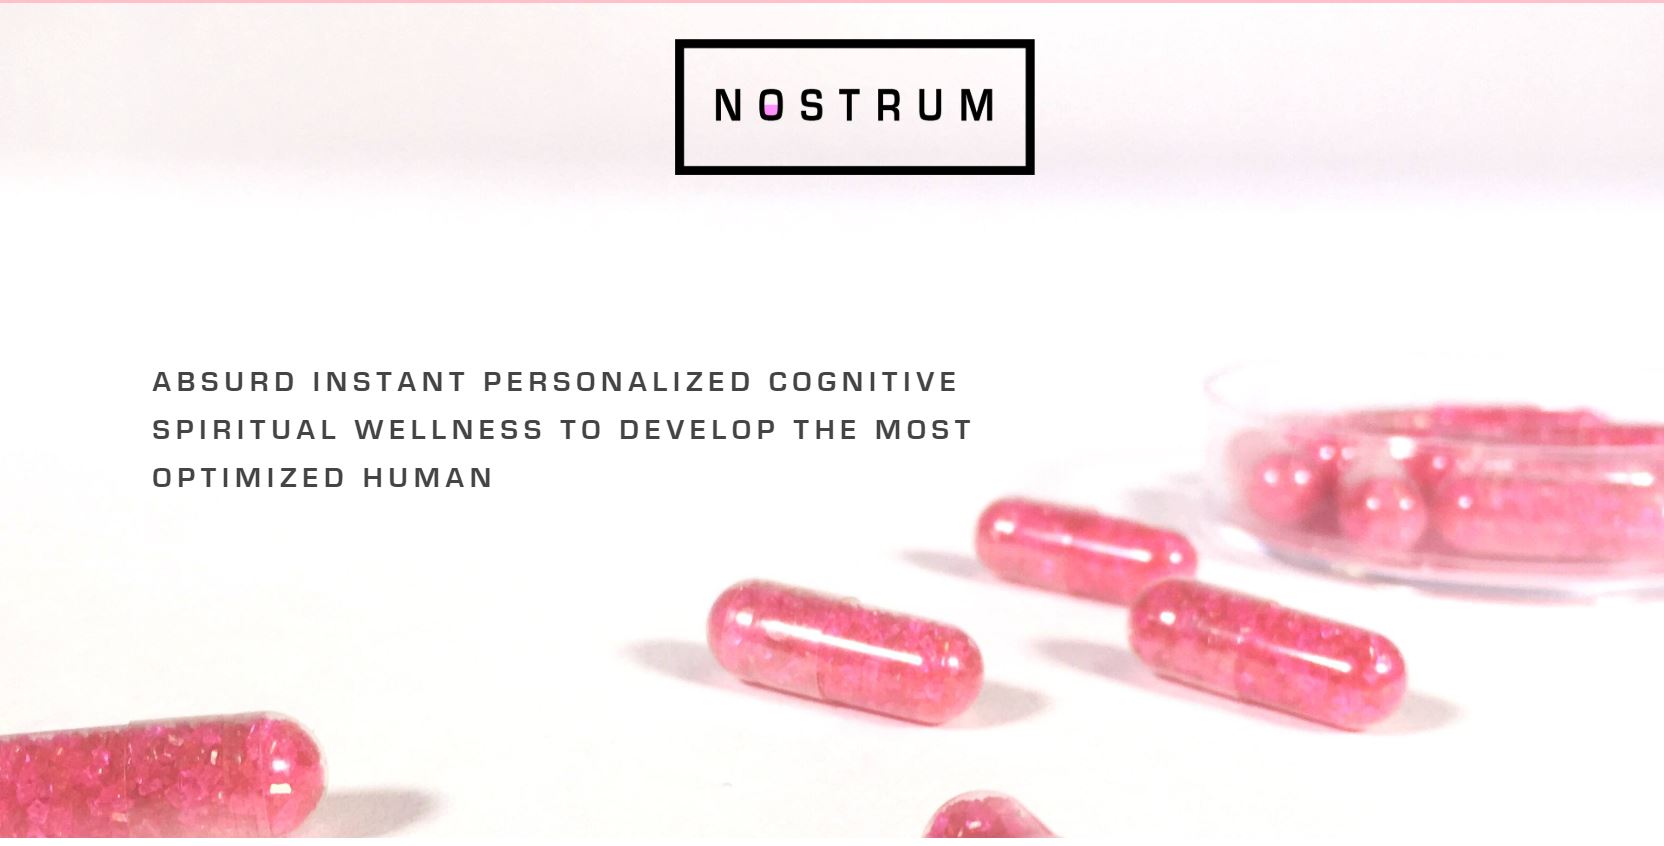 NOSTRUM
ABSURD INSTANT PERSONALIZED COGNITIVE
SPIRITUAL WELLNESS TO DEVELOP THE MOST
OPTIMIZED HUMAN